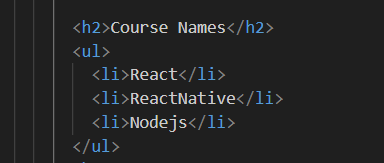 <h2>Course Names</h2>
<ul>
<li>React</li>
<li>ReactNative</li>
<li>Nodejs</li>
</ul>